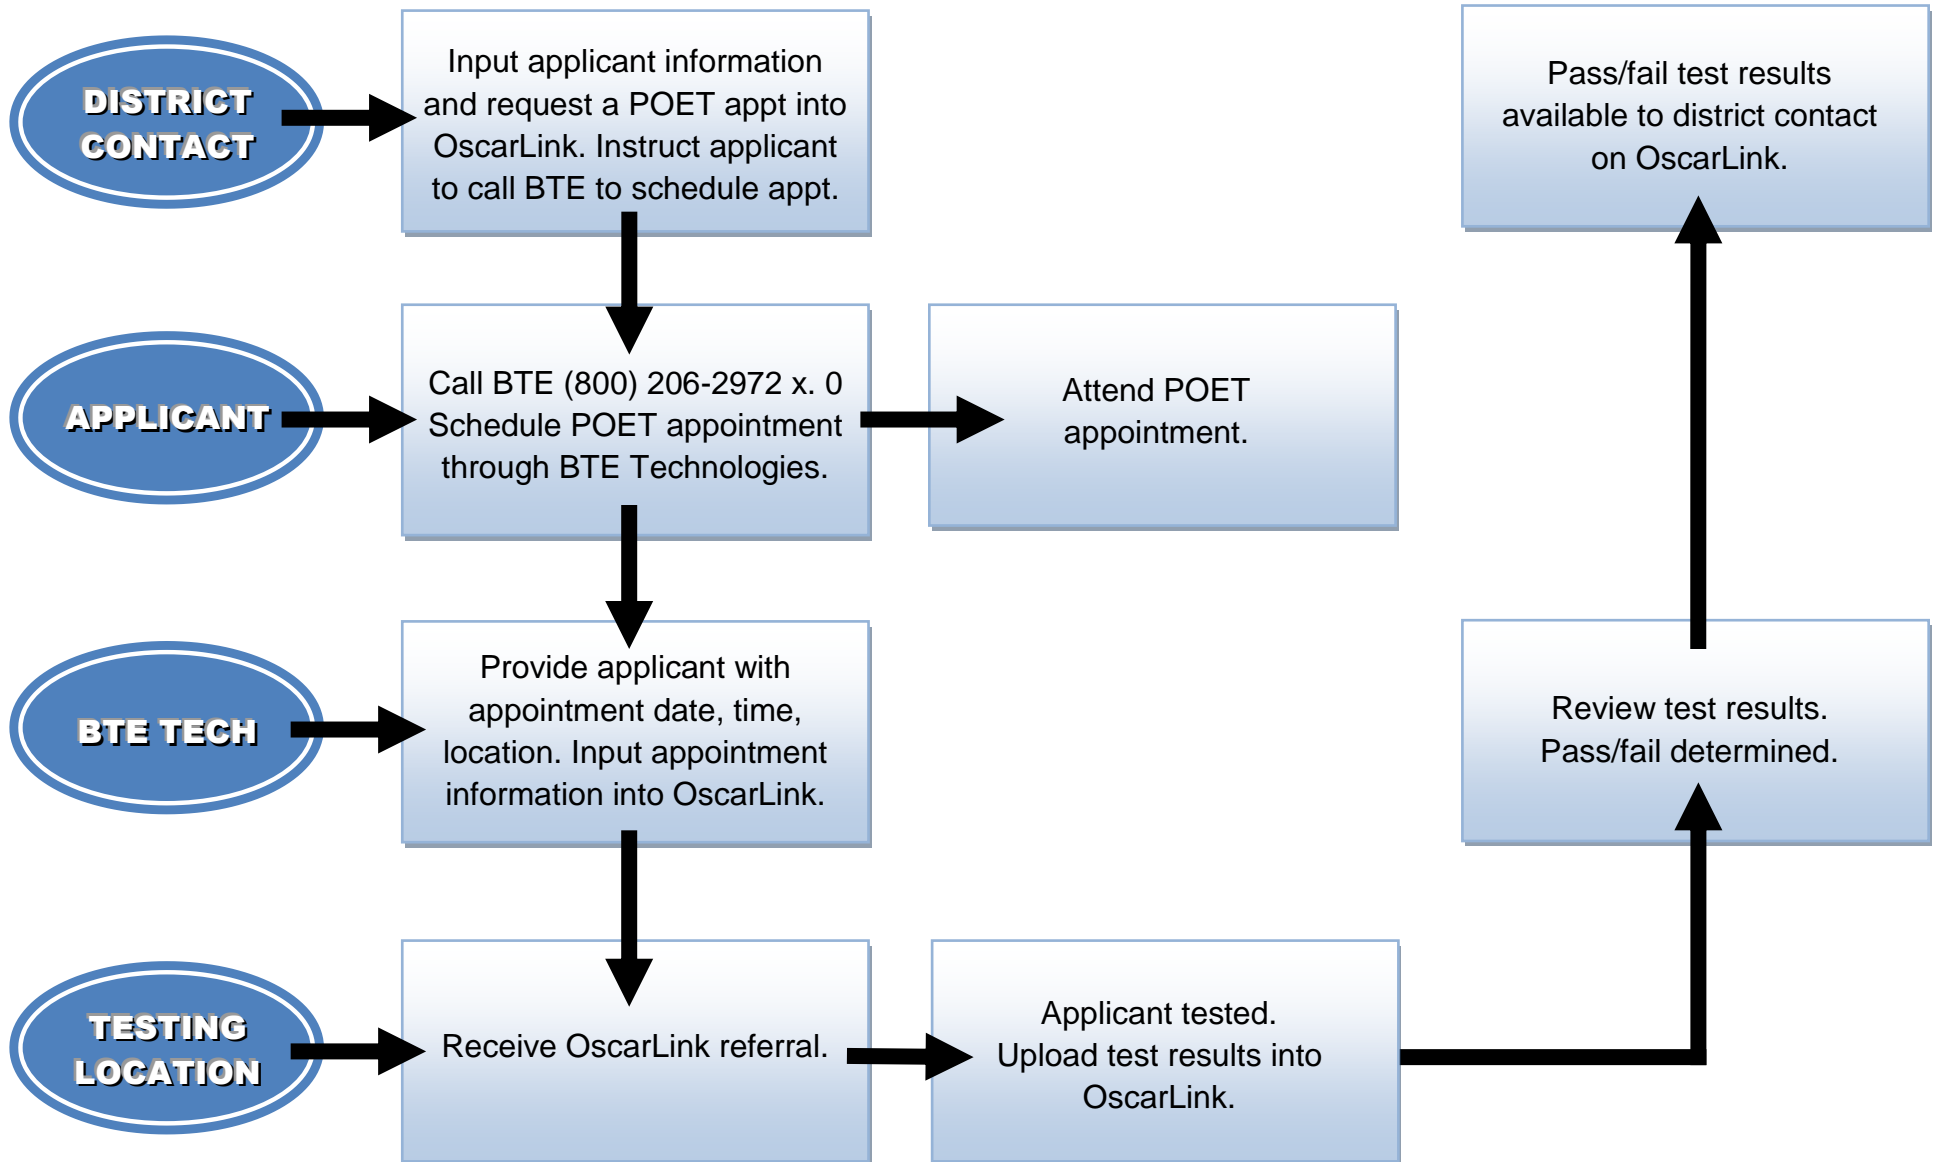 DISTRICT
CONTACT
Input applicant information
and request a POET appt into
OscarLink. Instruct applicant
to call BTE to schedule appt.
Pass/fail test results
available to district contact
on OscarLink.
APPLICANT
Call BTE (800) 206-2972 x. 0
Schedule POET appointment
through BTE Technologies.
Attend POET
appointment.
BTE TECH
Provide applicant with
appointment date, time,
location. Input appointment
information into OscarLink.
Review test results.
Pass/fail determined.
TESTING
LOCATION
Receive OscarLink referral.
Applicant tested.
Upload test results into
OscarLink.